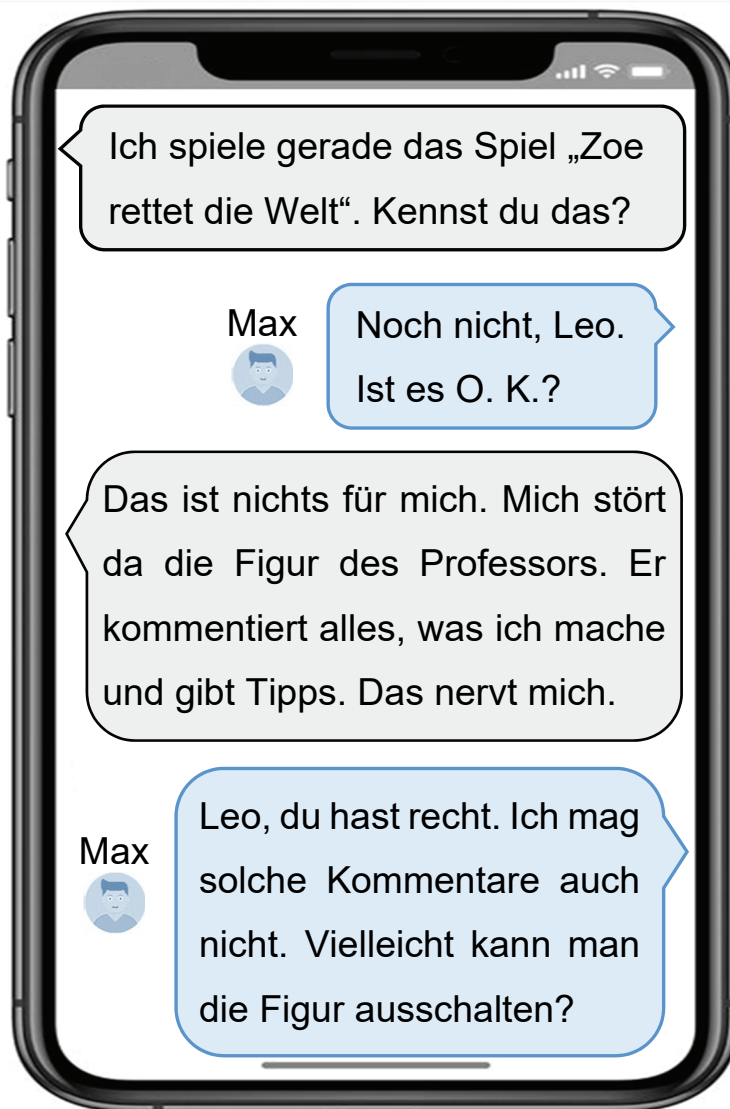 Ich spiele gerade das Spiel „Zoe
rettet die Welt“. Kennst du das?
Max
Noch nicht, Leo.
Ist es O. K.?
Das ist nichts für mich. Mich stört
da die Figur des Professors. Er
kommentiert alles, was ich mache
und gibt Tipps. Das nervt mich.
Max
Leo, du hast recht. Ich mag
solche Kommentare auch
nicht. Vielleicht kann man
die Figur ausschalten?